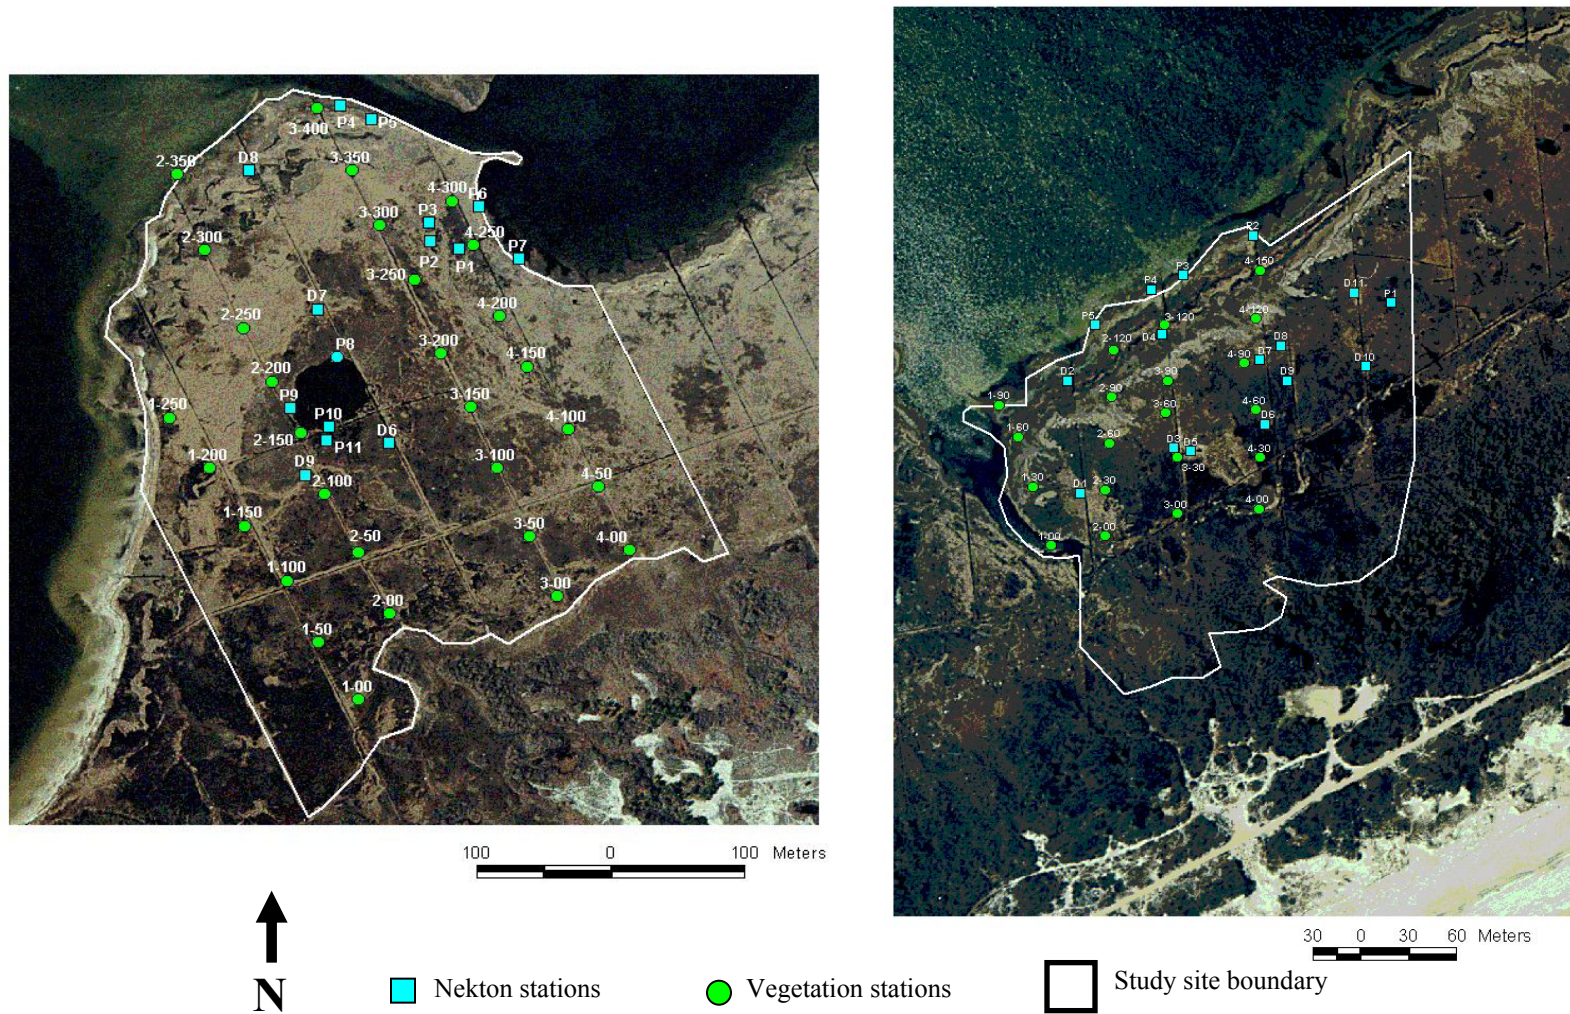 3-400
P4
P5
2-350
D8
3-350
4-300
P6
3-300
P3
2-300
4-250
P2
P1
P7
3-250
D7
2-250
4-200
P8
3-200
4-150
2-200
P9
3-150
1-250
P10
4-100
2-150
P11
D6
1-200
D9
3-100
2-100
4-50
1-150
3-50
2-50
4-00
1-100
3-00
2-00
1-50
1-00
100 0 100 Meters
P2
P3
4-150
P4
D11
P1
P5
4-120
3-120
D4
2-120
D8
D7
4-90
D10
D2
3-90
D9
2-90
1-90
3-60
4-60
D6
1-60
2-60
D3
D5
3-30
4-30
1-30
D1
2-30
3-00
4-00
2-00
1-00
30 0 30 60 Meters
N
Nekton stations
Vegetation stations
Study site boundary